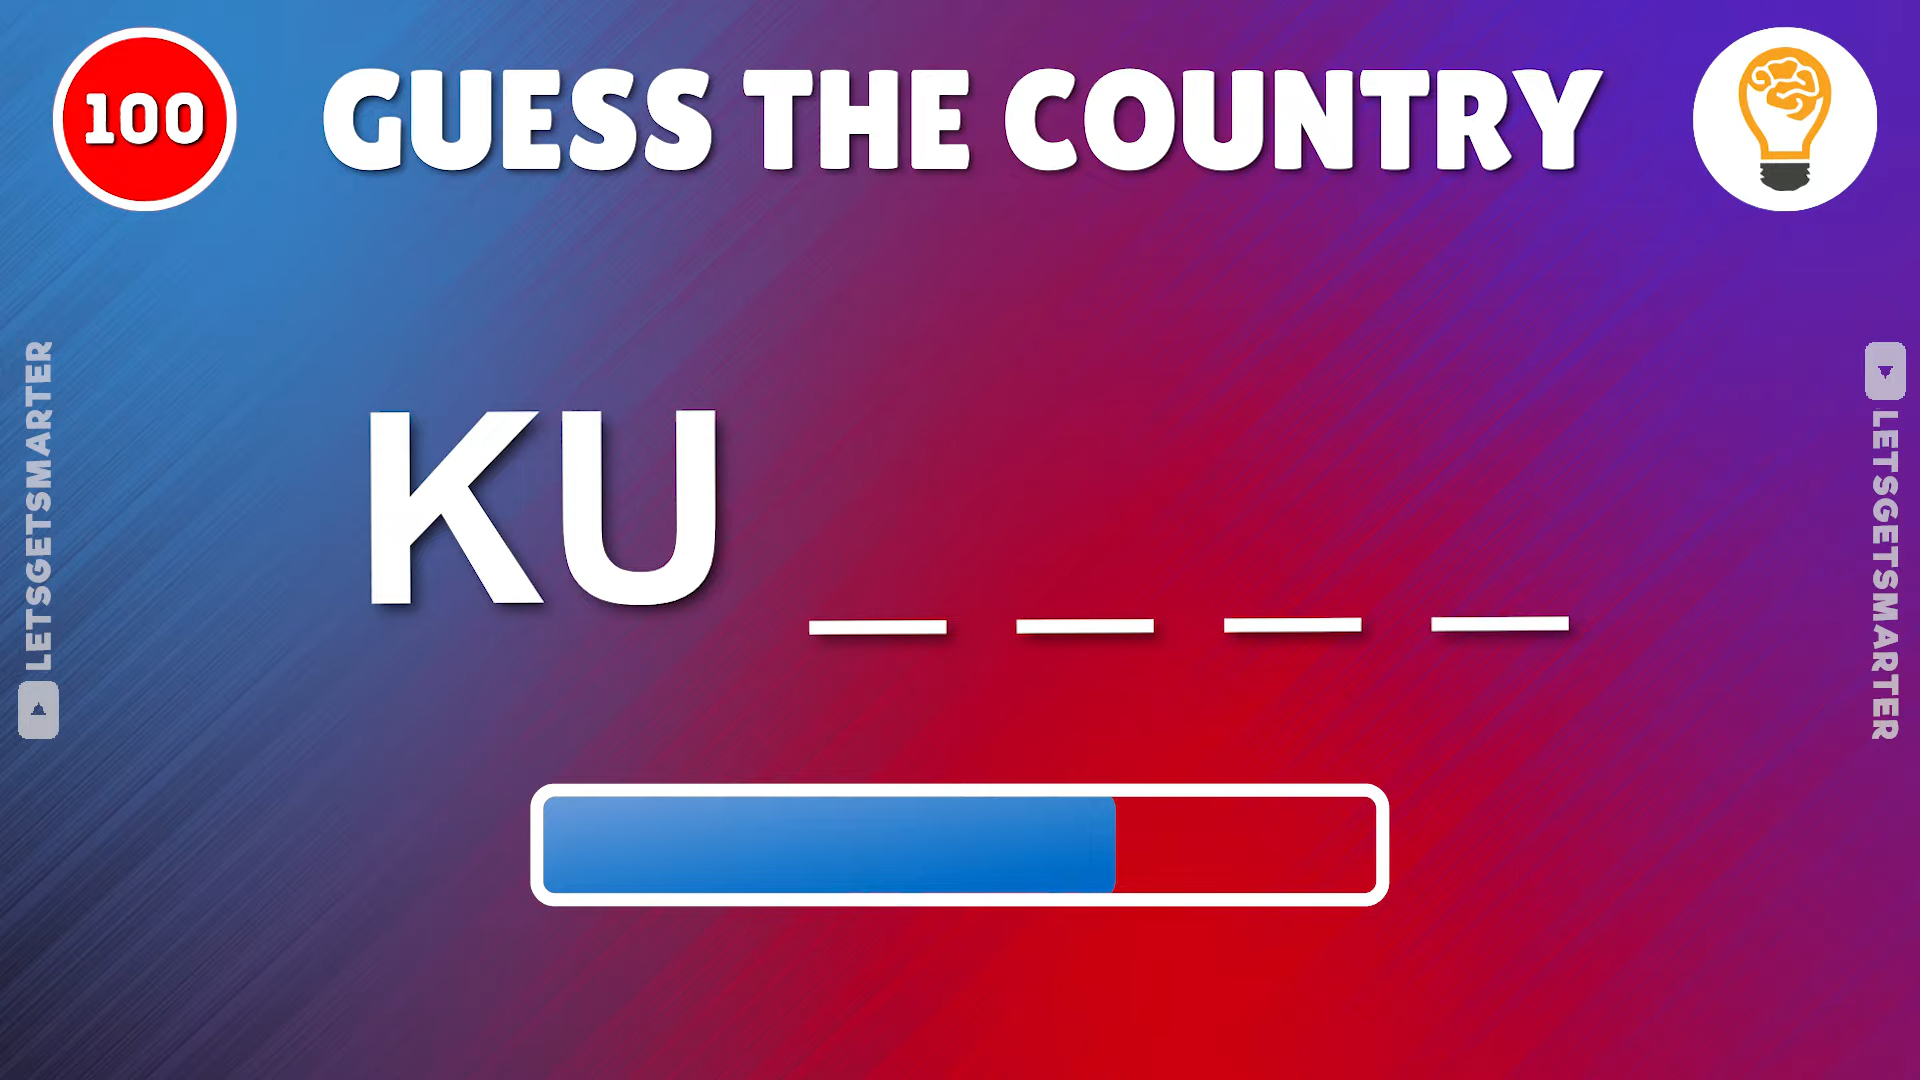 100
GUESS THE COUNTRY
KU _ _ _ _
LETSGETSMARTER
LETSGETSMARTER